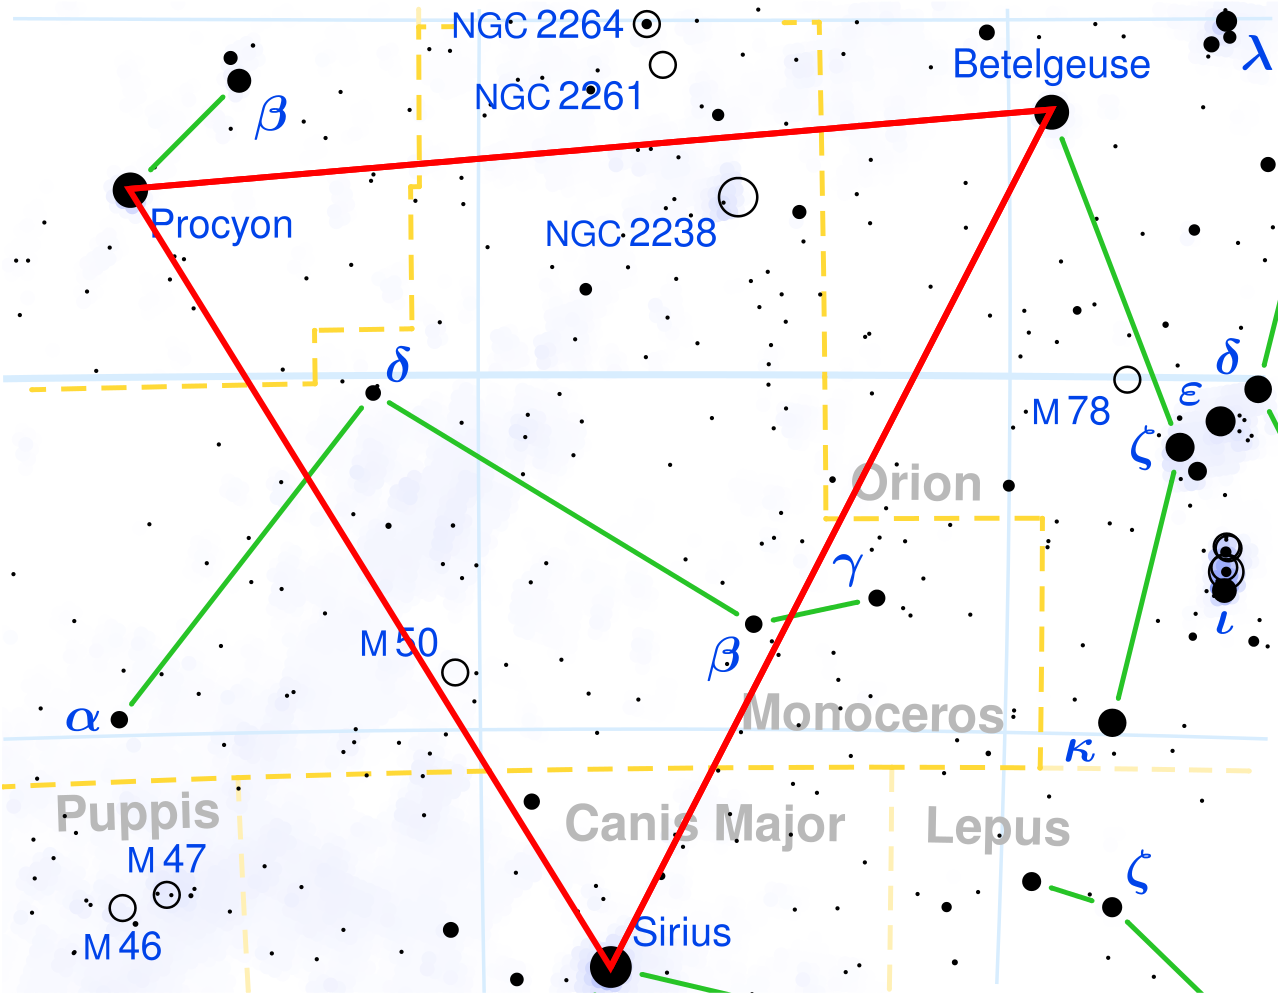 NGC 2264
Betelgeuse
λ
NGC 2261
β
Procyon
NGC 2238
δ
δ
ε
M 78
ζ
Orion
γ
ι
M 50
β
α
Monoceros
κ
Puppis
Canis Major
Lepus
M 47
ζ
M 46
Sirius